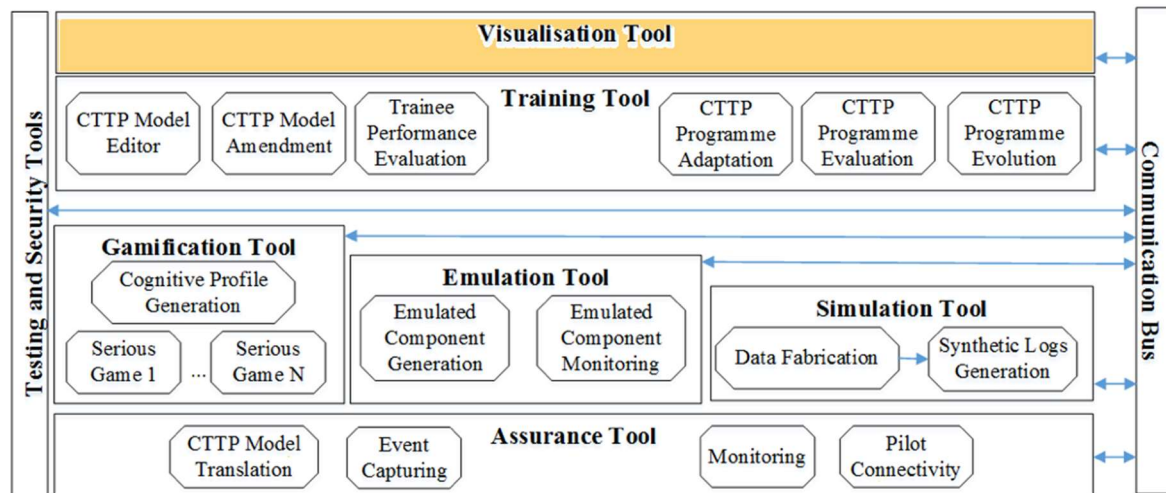 Testing and Security Tools
Visualisation Tool
Training Tool
CTTP Model
Editor
CTTP Model
Amendment
Trainee
Performance
Evaluation
CTTP
Programme
Adaptation
CTTP
Programme
Evaluation
CTTP
Programme
Evolution
Gamification Tool
Cognitive Profile
Generation
Serious
Game 1
...
Serious
Game N
Emulation Tool
Emulated
Component
Generation
Emulated
Component
Monitoring
Simulation Tool
Data Fabrication
Synthetic Logs
Generation
Assurance Tool
CTTP Model
Translation
Event
Capturing
Monitoring
Pilot
Connectivity
Communication Bus